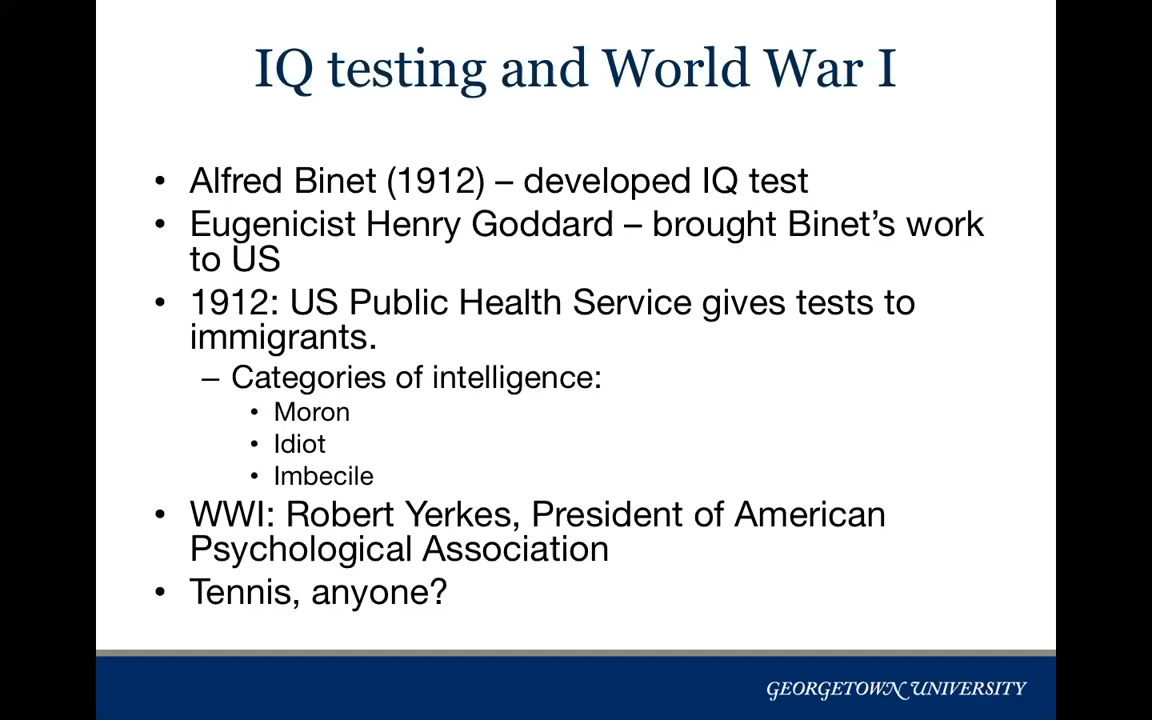 IQ testing and World War I
• Alfred Binet (1912) – developed IQ test
• Eugenicist Henry Goddard – brought Binet’s work
to US
• 1912: US Public Health Service gives tests to
immigrants.
– Categories of intelligence:
• Moron
• Idiot
• Imbecile
• WWI: Robert Yerkes, President of American
Psychological Association
• Tennis, anyone?
GEORGETOWN UNIVERSITY